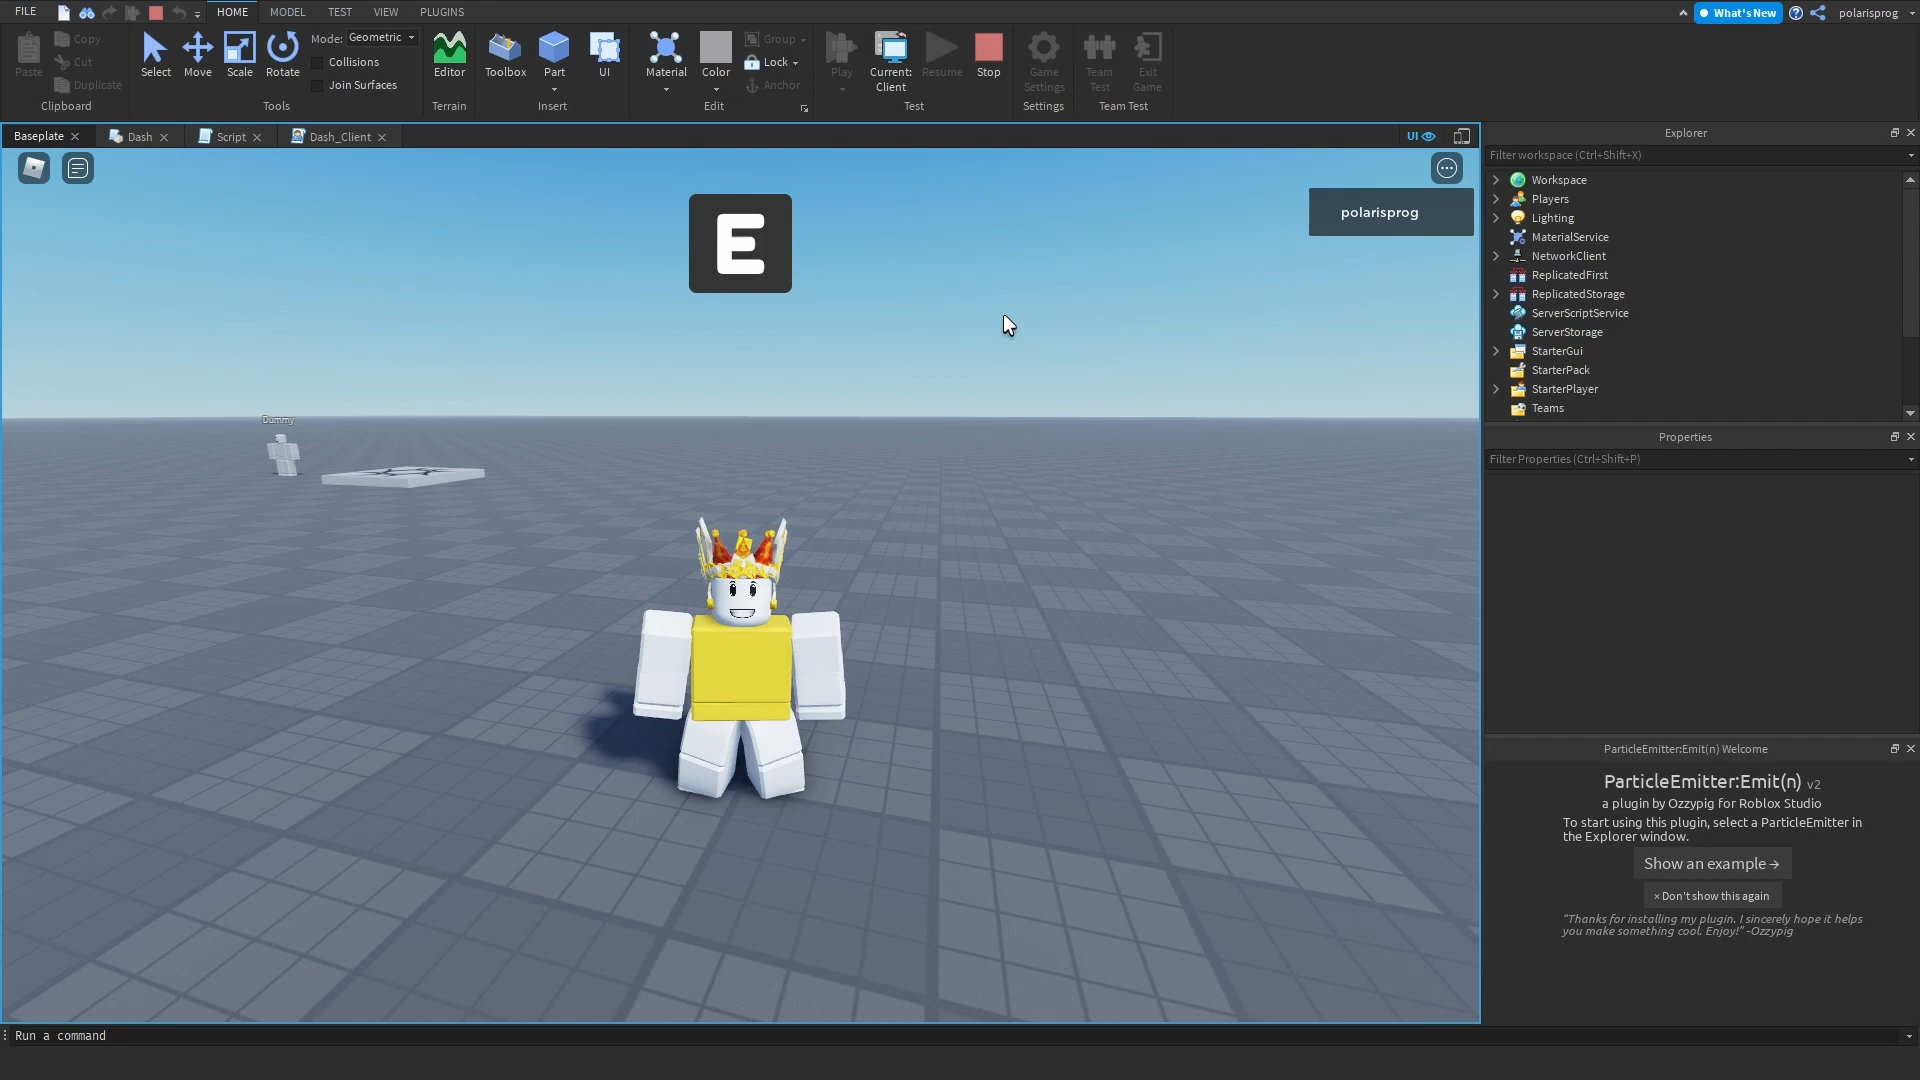 FILE HOME MODEL TEST VIEW PLUGINS What's New polarisprog
Copy Mode: Geometric Group
Cut Collisions Lock
Paste Select Move Scale Rotate Editor Toolbox Part UI Material Color Play Current: Client Resume Stop Game Settings Team Test Exit Game
Duplicate Join Surfaces Anchor
Clipboard Tools Terrain Insert Edit Test Settings Team Test
Baseplate Dash Script Dash_Client UI
polarisprog
E
Dummy
Explorer
Filter workspace (Ctrl+Shift+X)
Workspace
Players
Lighting
MaterialService
NetworkClient
ReplicatedFirst
ReplicatedStorage
ServerScriptService
ServerStorage
StarterGui
StarterPack
StarterPlayer
Teams
Properties
Filter Properties (Ctrl+Shift+P)
ParticleEmitter:Emit(n) Welcome
ParticleEmitter:Emit(n) v2
a plugin by Ozzypig for Roblox Studio
To start using this plugin, select a ParticleEmitter in
the Explorer window.
Show an example →
× Don't show this again
"Thanks for installing my plugin. I sincerely hope it helps
you make something cool. Enjoy!" -Ozzypig
Run a command